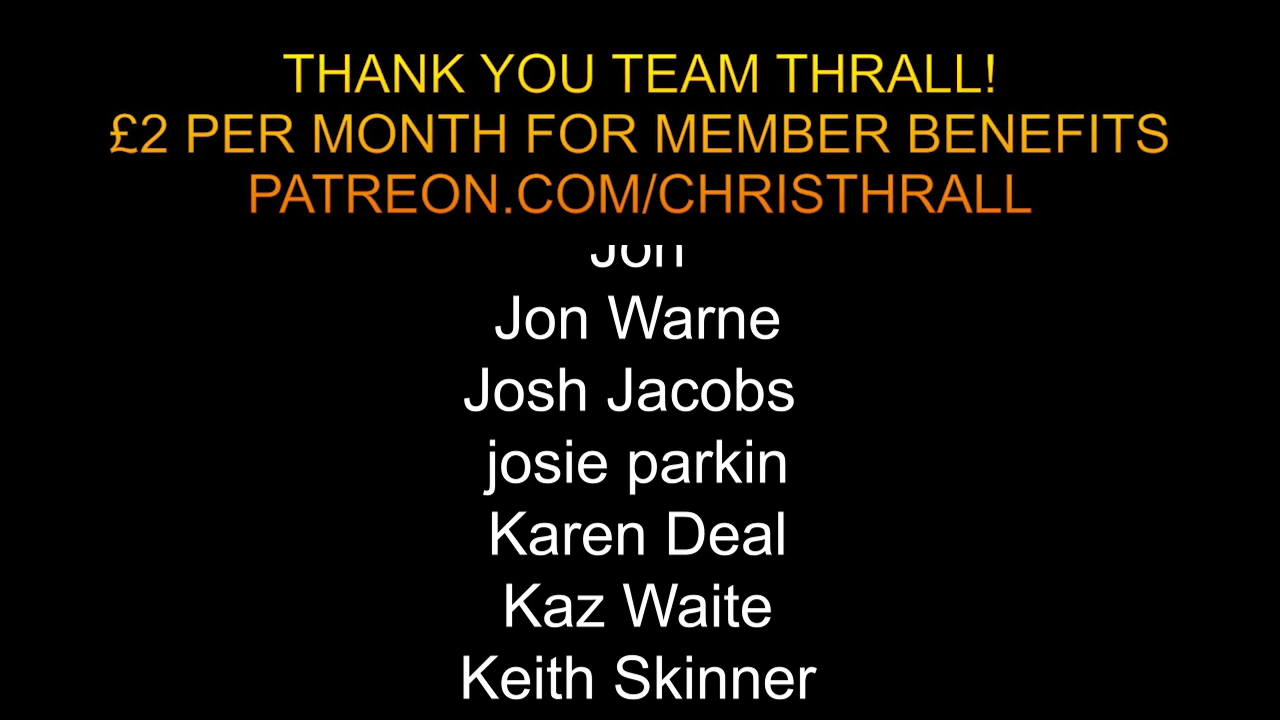 THANK YOU TEAM THRALL!
£2 PER MONTH FOR MEMBER BENEFITS
PATREON.COM/CHRISTHRALL
Jon Warne
Josh Jacobs
josie parkin
Karen Deal
Kaz Waite
Keith Skinner